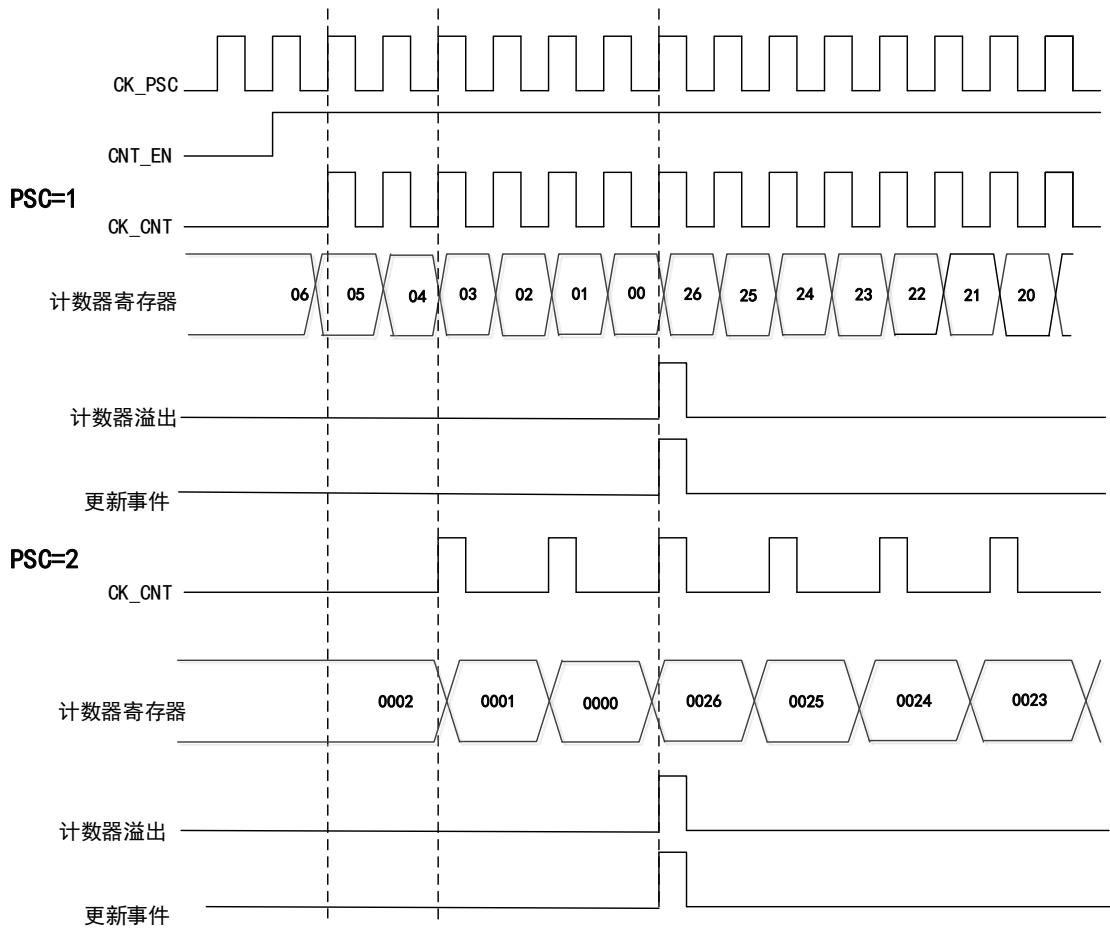 CK_PSC
CNT_EN
PSC=1
CK_CNT
计数器寄存器 06 05 04 03 02 01 00 26 25 24 23 22 21 20
计数器溢出
更新事件
PSC=2
CK_CNT
计数器寄存器 0002 0001 0000 0026 0025 0024 0023
计数器溢出
更新事件